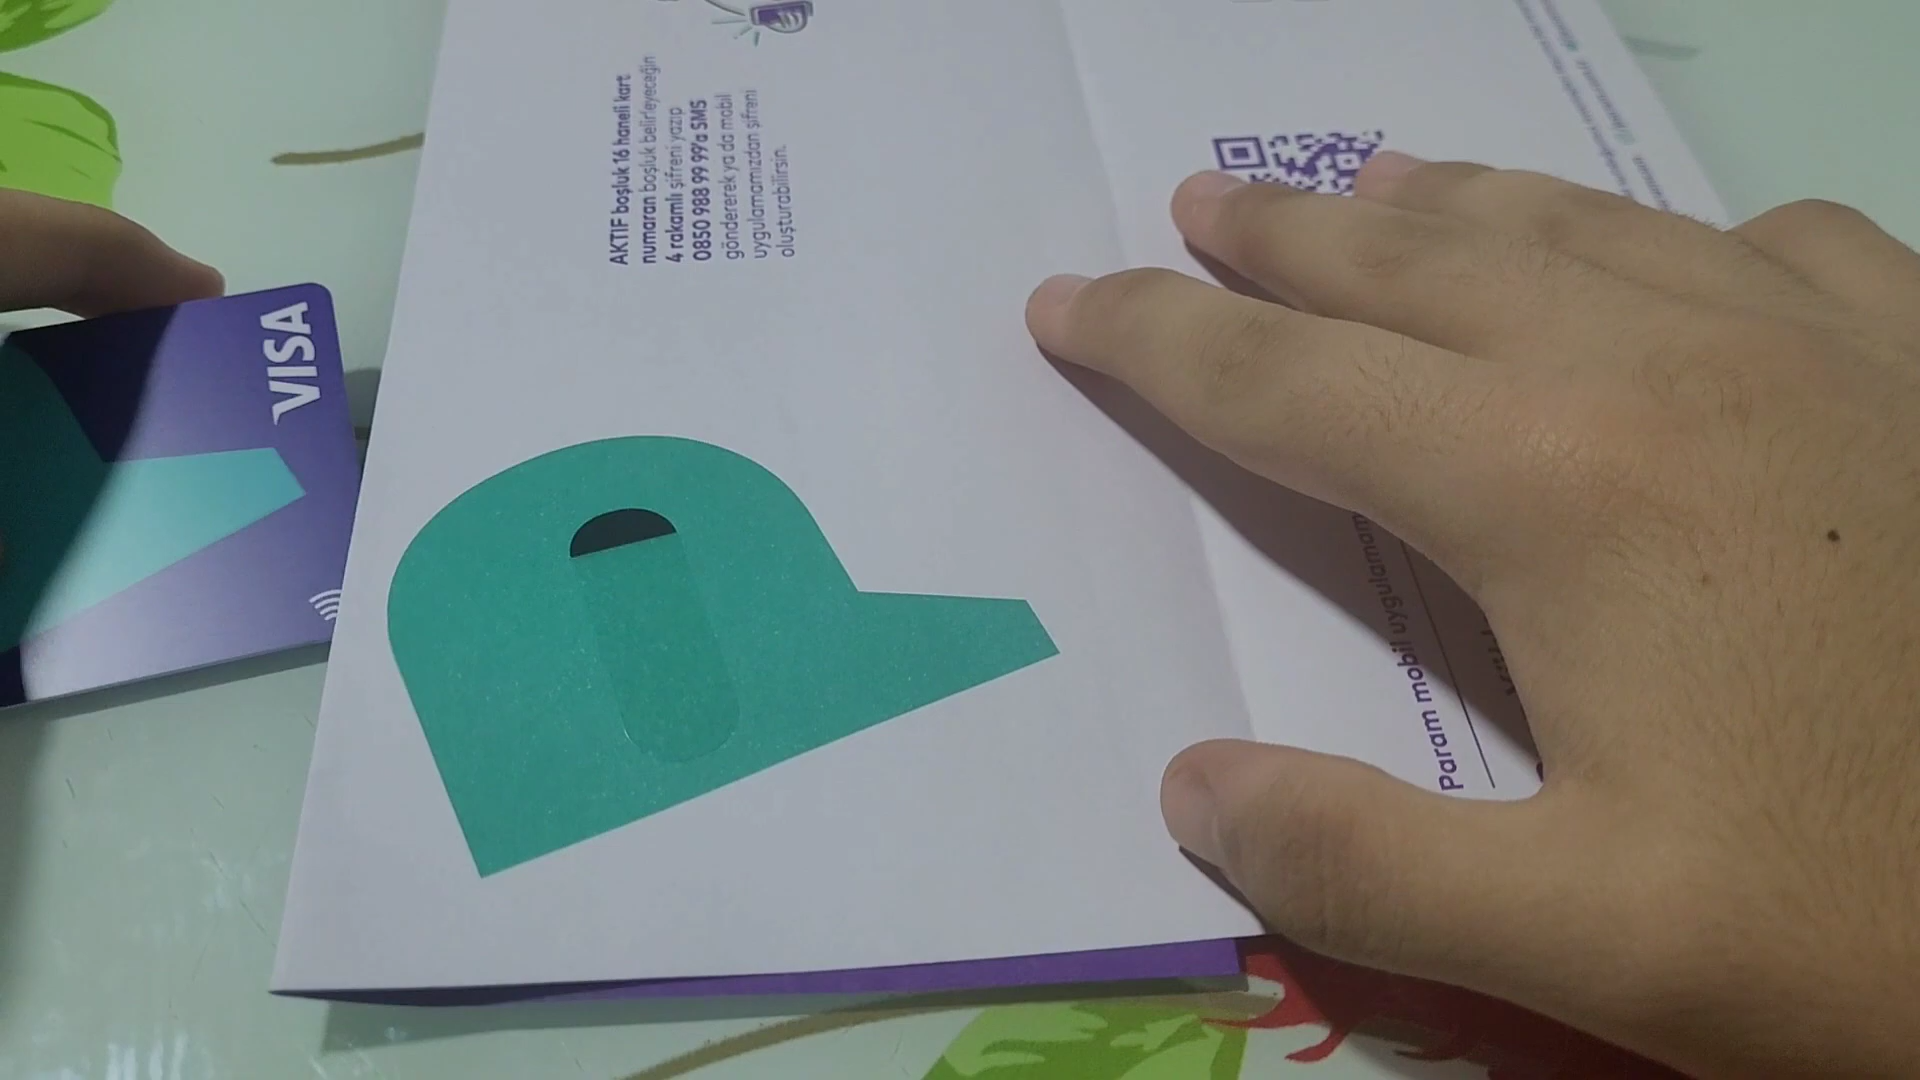 AKTİF boşluk 16 haneli kart
numaran boşluk belirleyeceğin
4 rakamlı şifreni yazıp
0850 988 99 99'a SMS
göndererek ya da mobil
uygulamamızdan şifreni
oluşturabilirsin.
VISA
Param mobil uygulamam